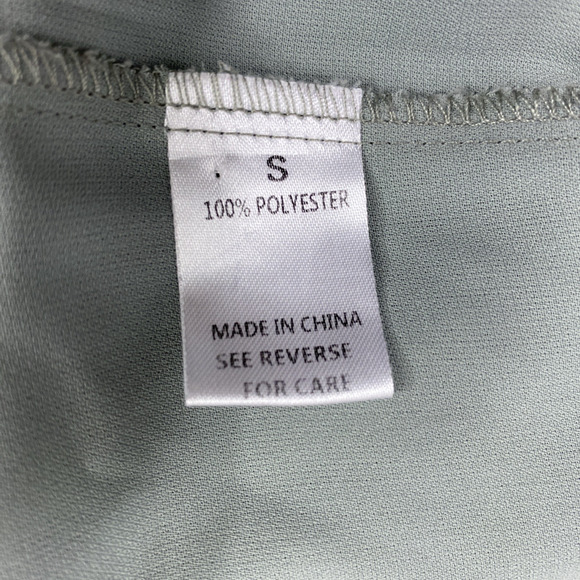 S
100% POLYESTER
MADE IN CHINA
SEE REVERSE
FOR CARE